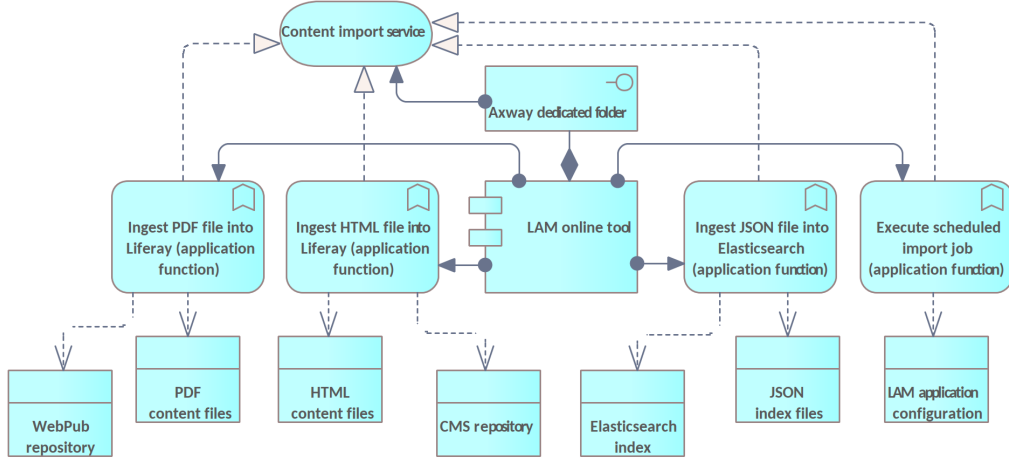 Content import service
Axway dedicated folder
Ingest PDF file into
Liferay (application
function)
Ingest HTML file into
Liferay (application
function)
LAM online tool
Ingest JSON file into
Elasticsearch
(application function)
Execute scheduled
import job
(application function)
WebPub
repository
PDF
content files
HTML
content files
CMS repository
Elasticsearch
index
JSON
index files
LAM application
configuration